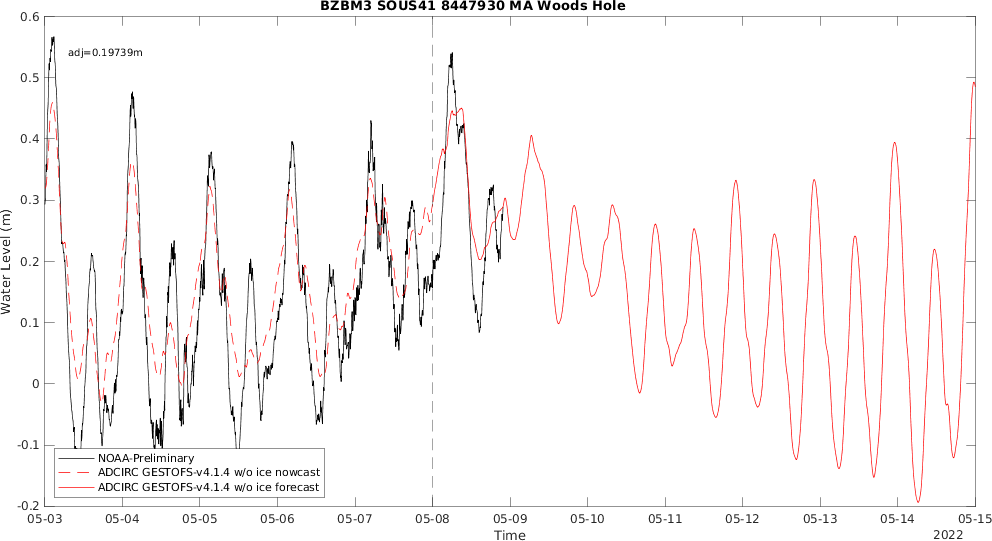 BZBM3 SOUS41 8447930 MA Woods Hole
adj=0.19739m
Water Level (m)
0.6
0.5
0.4
0.3
0.2
0.1
0
-0.1
-0.2
NOAA-Preliminary
ADCIRC GESTOFS-v4.1.4 w/o ice nowcast
ADCIRC GESTOFS-v4.1.4 w/o ice forecast
05-03 05-04 05-05 05-06 05-07 05-08 05-09 05-10 05-11 05-12 05-13 05-14 05-15
Time
2022